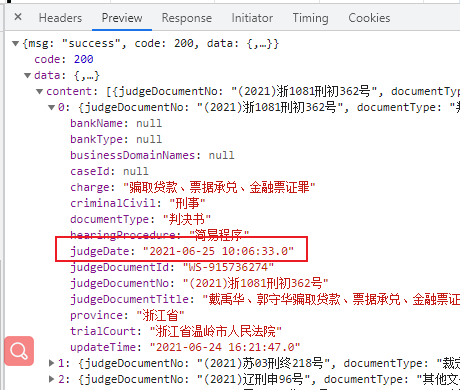 × Headers Preview Response Initiator Timing Cookies
▼{msg: "success", code: 200, data: {,…}}
code: 200
▼data: {,…}
▼content: [{judgeDocumentNo: "(2021)浙1081刑初362号", documentTyp
▼0: {judgeDocumentNo: "(2021)浙1081刑初362号", documentType: "判
bankName: null
bankType: null
businessDomainNames: null
caseId: null
charge: "骗取贷款、票据承兑、金融票证罪"
criminalCivil: "刑事"
documentType: "判决书"
hearingProcedure: "简易程序"
judgeDate: "2021-06-25 10:06:33.0"
judgeDocumentId: "WS-915736274"
judgeDocumentNo: "(2021)浙1081刑初362号"
judgeDocumentTitle: "戴禹华、郭守华骗取贷款、票据承兑、金融票证
province: "浙江省"
trialCourt: "浙江省温岭市人民法院"
updateTime: "2021-06-24 16:21:47.0"
▶1: {judgeDocumentNo: "(2021)苏03刑终218号", documentType: "裁定
▶2: {judgeDocumentNo: "(2021)辽刑申96号", documentType: "其他文